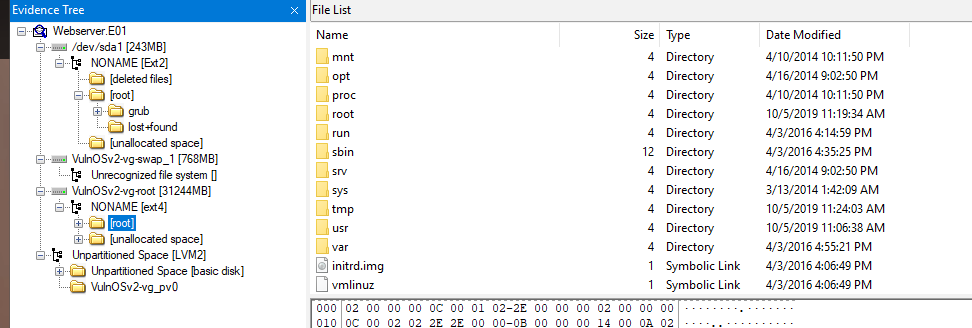 Evidence Tree
Webserver.E01
/dev/sda1 [243MB]
NONAME [Ext2]
[deleted files]
[root]
grub
lost+found
[unallocated space]
VulnOSv2-vg-swap_1 [768MB]
Unrecognized file system []
VulnOSv2-vg-root [31244MB]
NONAME [ext4]
[root]
[unallocated space]
Unpartitioned Space [LVM2]
Unpartitioned Space [basic disk]
VulnOSv2-vg_pv0
File List
Name Size Type Date Modified
mnt 4 Directory 4/10/2014 10:11:50 PM
opt 4 Directory 4/16/2014 9:02:50 PM
proc 4 Directory 4/10/2014 10:11:50 PM
root 4 Directory 10/5/2019 11:19:34 AM
run 4 Directory 4/3/2016 4:14:59 PM
sbin 12 Directory 4/3/2016 4:35:25 PM
srv 4 Directory 4/16/2014 9:02:50 PM
sys 4 Directory 3/13/2014 1:42:09 AM
tmp 4 Directory 10/5/2019 11:24:03 AM
usr 4 Directory 10/5/2019 11:06:38 AM
var 4 Directory 4/3/2016 4:55:21 PM
initrd.img 1 Symbolic Link 4/3/2016 4:06:49 PM
vmlinuz 1 Symbolic Link 4/3/2016 4:06:49 PM
000 02 00 00 00 0C 00 01 02-2E 00 00 00 02 00 00 00 ...............
010 0C 00 02 02 2E 2E 00 00-0B 00 00 00 14 00 0A 02